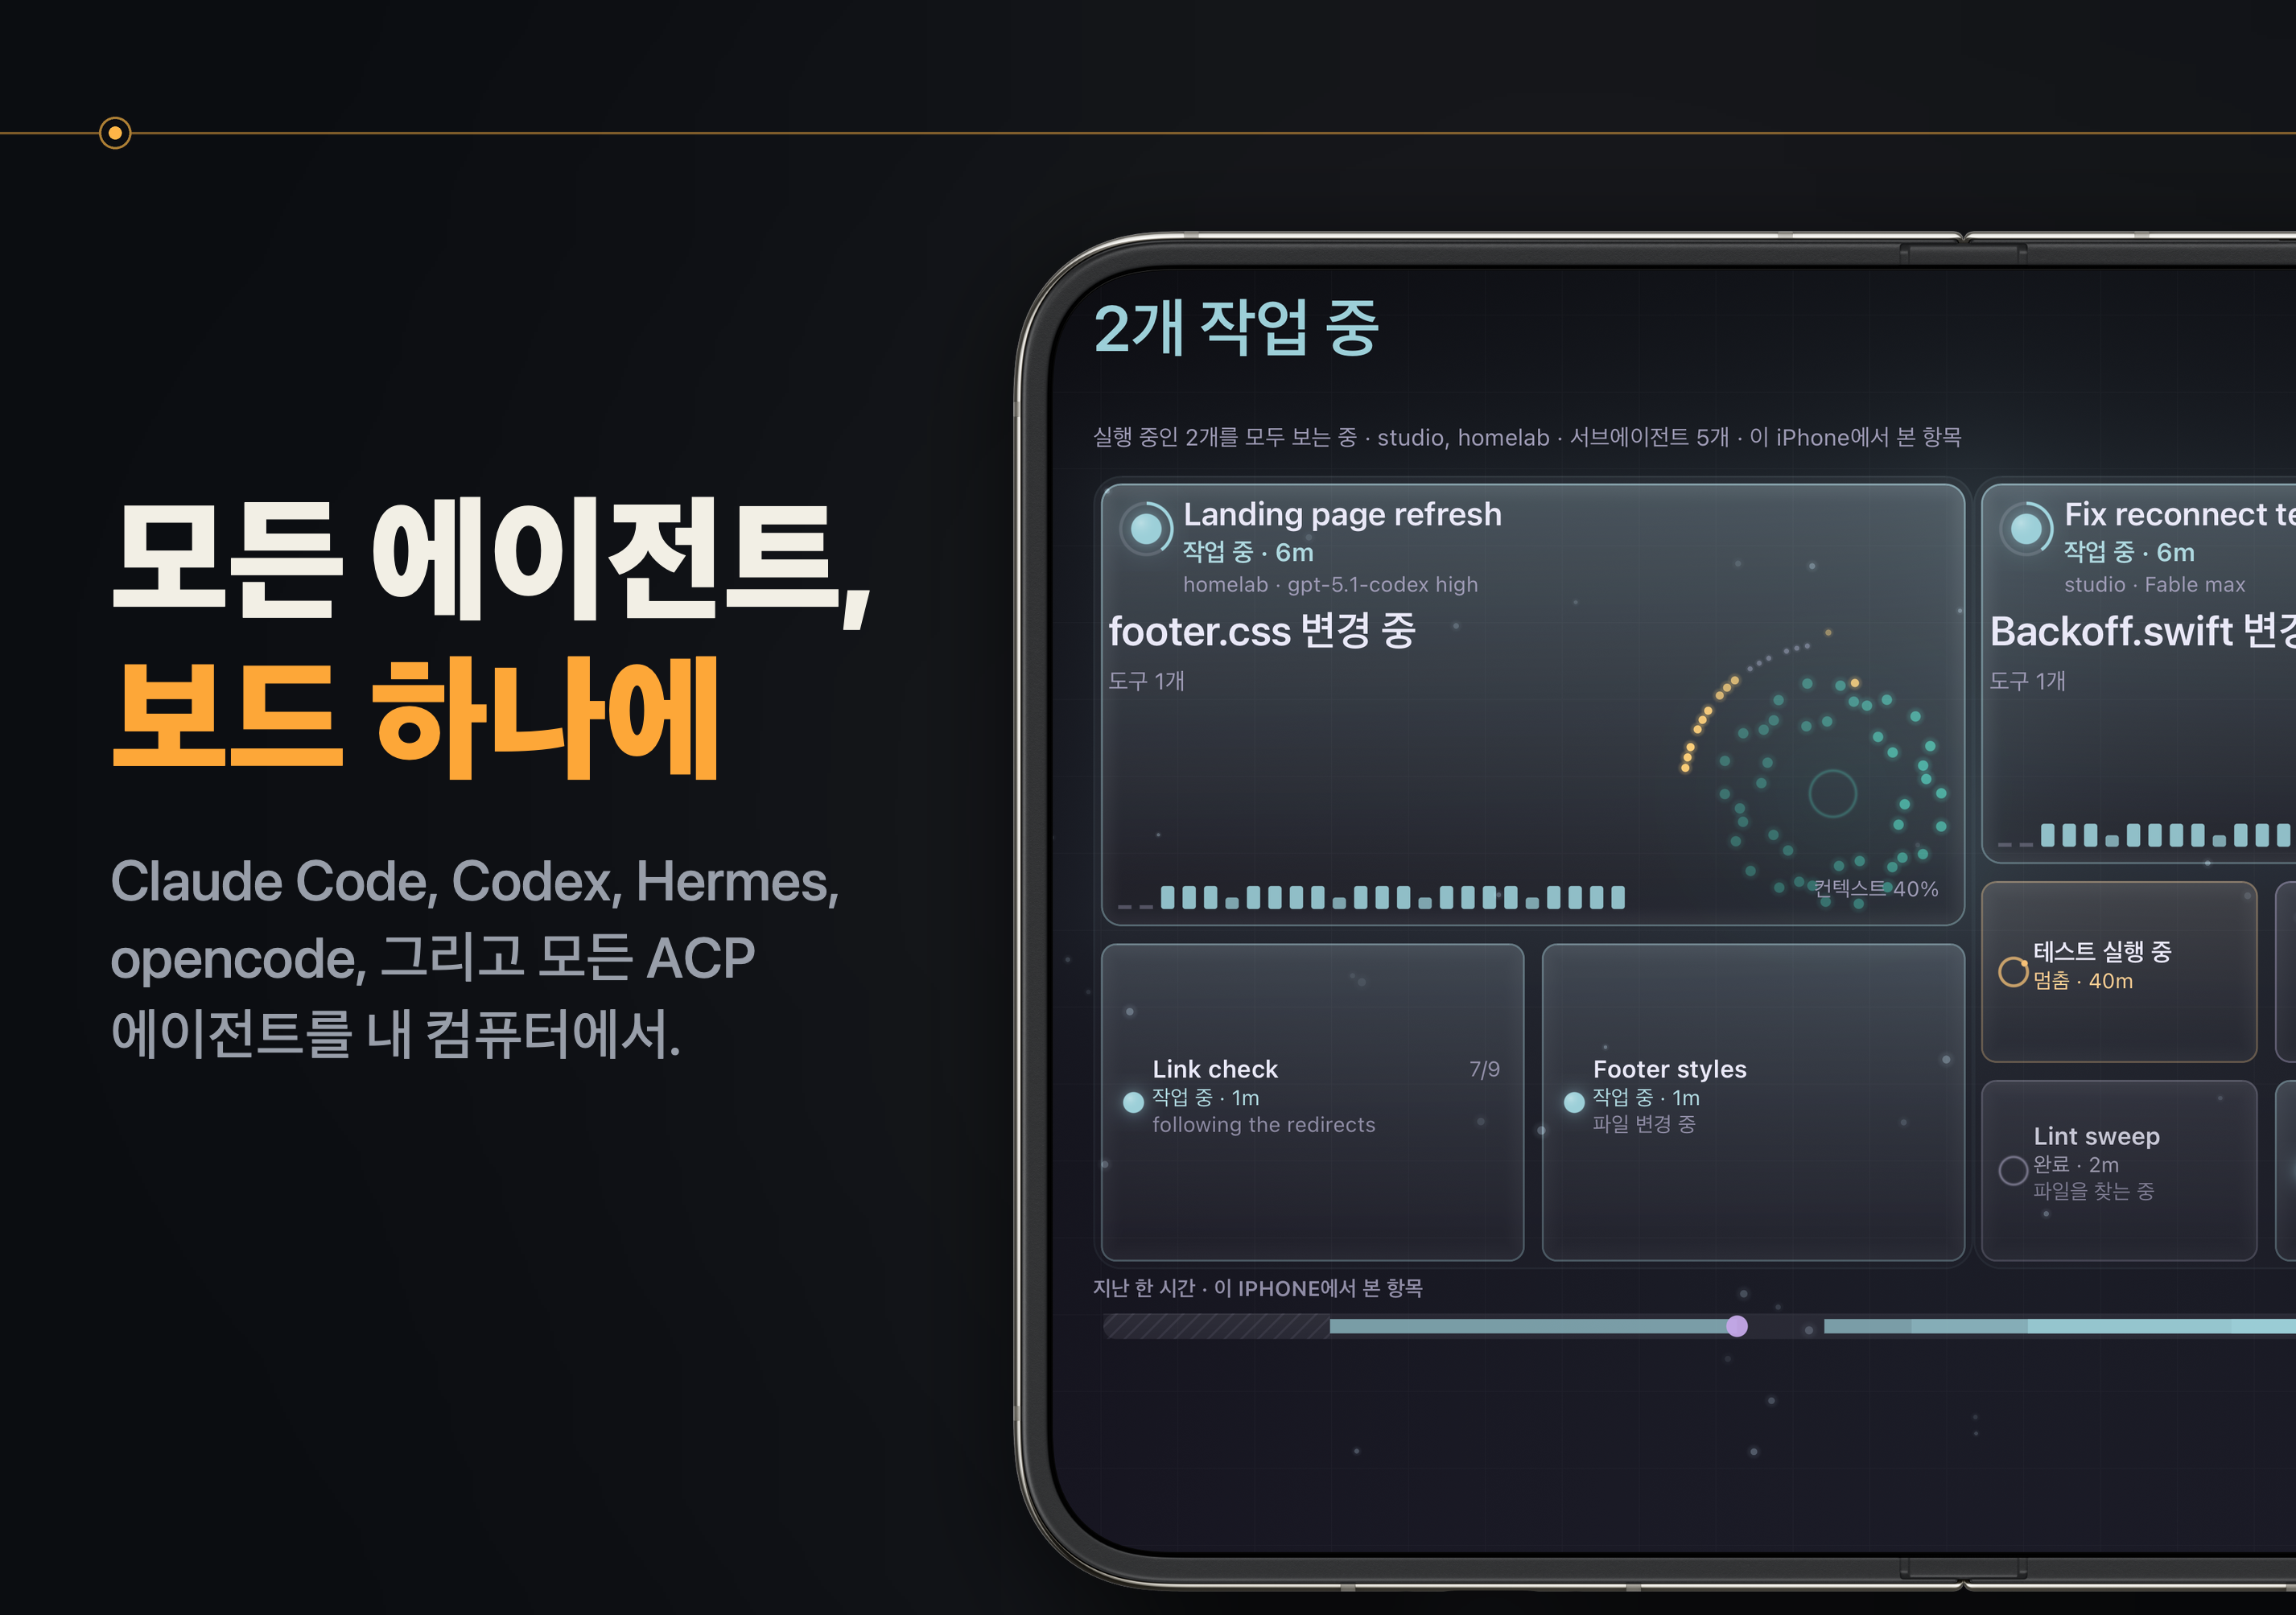 모든 에이전트,
보드 하나에
Claude Code, Codex, Hermes,
opencode, 그리고 모든 ACP
에이전트를 내 컴퓨터에서.
2개 작업 중
실행 중인 2개를 모두 보는 중 · studio, homelab · 서브에이전트 5개 · 이 iPhone에서 본 항목
Landing page refresh
작업 중 · 6m
homelab · gpt-5.1-codex high
footer.css 변경 중
도구 1개
컨텍스트 40%
Fix reconnect te
작업 중 · 6m
studio · Fable max
Backoff.swift 변경
도구 1개
Link check
7/9
작업 중 · 1m
following the redirects
Footer styles
작업 중 · 1m
파일 변경 중
테스트 실행 중
멈춤 · 40m
Lint sweep
완료 · 2m
파일을 찾는 중
지난 한 시간 · 이 IPHONE에서 본 항목